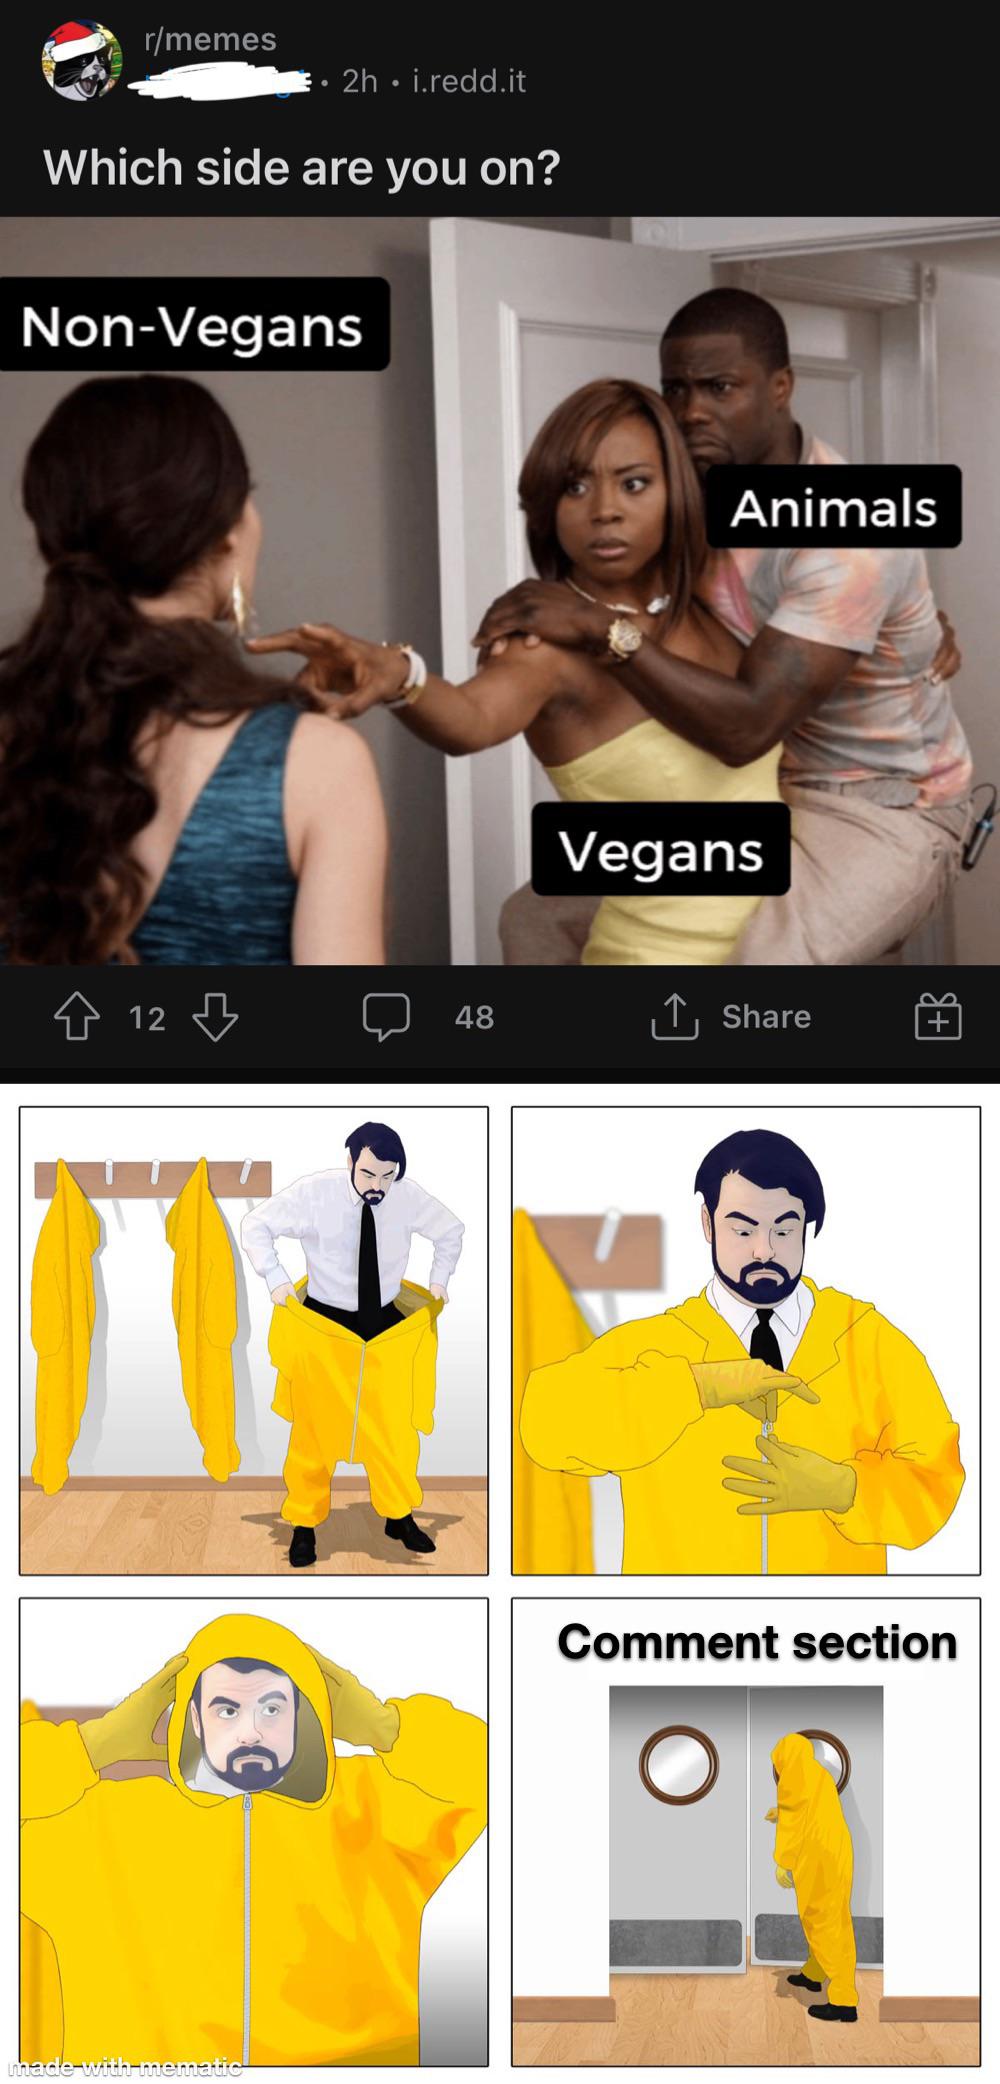 r/memes
• 2h • i.redd.it
Which side are you on?
Non-Vegans
Animals
Vegans
12
48
Share
Comment section
made with mematic